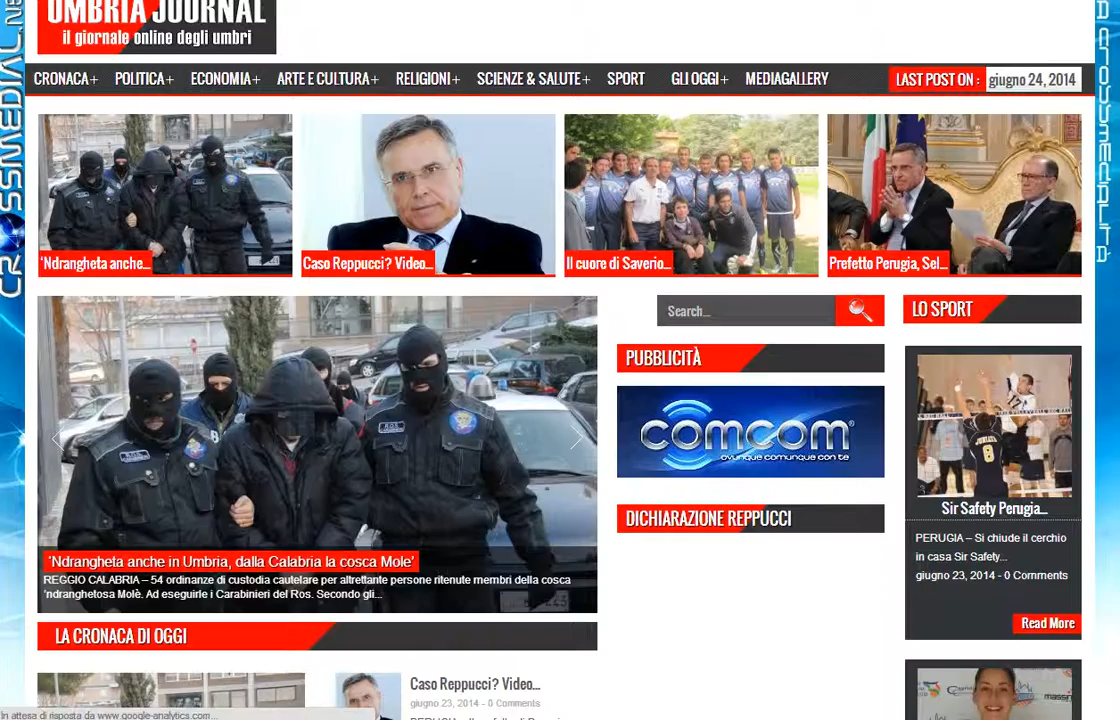 UMBRIA JOURNAL
il giornale online degli umbri
CRONACA+ POLITICA+ ECONOMIA+ ARTE E CULTURA+ RELIGIONI+ SCIENZE & SALUTE+ SPORT GLI OGGI+ MEDIAGALLERY
LAST POST ON : giugno 24, 2014
'Ndrangheta anche...
Caso Reppucci? Video...
Il cuore di Saverio...
Prefetto Perugia, Sel...
Search...
LO SPORT
PUBBLICITÀ
comcom®
ovunque comunque con te
DICHIARAZIONE REPPUCCI
R.O.S.
'Ndrangheta anche in Umbria, dalla Calabria la cosca Mole'
REGGIO CALABRIA – 54 ordinanze di custodia cautelare per altrettante persone ritenute membri della cosca
'ndranghetosa Molè. Ad eseguirle i Carabinieri del Ros. Secondo gli...
Sir Safety Perugia...
PERUGIA – Si chiude il cerchio
in casa Sir Safety...
giugno 23, 2014 - 0 Comments
Read More
LA CRONACA DI OGGI
Caso Reppucci? Video...
giugno 23, 2014 - 0 Comments
In attesa di risposta da www.google-analytics.com...